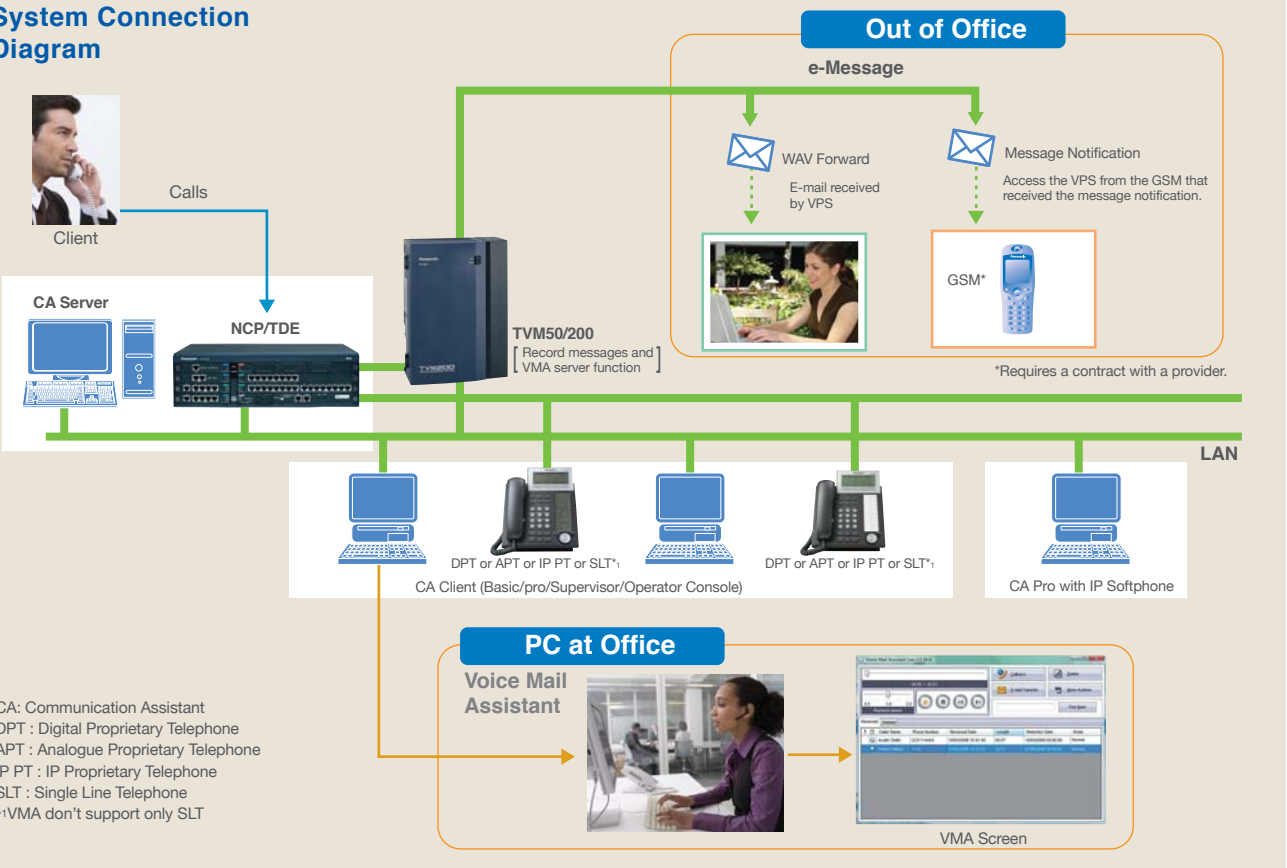 System Connection
Diagram
Out of Office
e-Message
WAV Forward
E-mail received
by VPS
Message Notification
Access the VPS from the GSM that
received the message notification.
GSM*
*Requires a contract with a provider.
Calls
Client
CA Server
NCP/TDE
Panasonic
TVM200
TVM50/200
[ Record messages and
VMA server function ]
LAN
DPT or APT or IP PT or SLT*1
DPT or APT or IP PT or SLT*1
CA Client (Basic/pro/Supervisor/Operator Console)
CA Pro with IP Softphone
PC at Office
Voice Mail
Assistant
VMA Screen
CA: Communication Assistant
DPT : Digital Proprietary Telephone
APT : Analogue Proprietary Telephone
IP PT : IP Proprietary Telephone
SLT : Single Line Telephone
*1VMA don't support only SLT